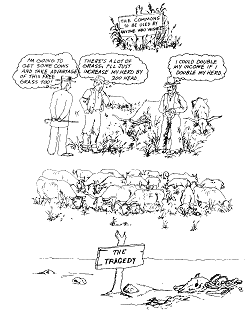 THE COMMONS
TO BE USED BY
ANYONE WHO WANTS
I'M GOING TO
GET SOME COWS
AND TAKE ADVANTAGE
OF THIS FREE
GRASS TOO!
THERE'S A LOT OF
GRASS. I'LL JUST
INCREASE MY HERD BY
200 HEAD
I COULD DOUBLE
MY INCOME IF I
DOUBLE MY HERD.
THE
TRAGEDY